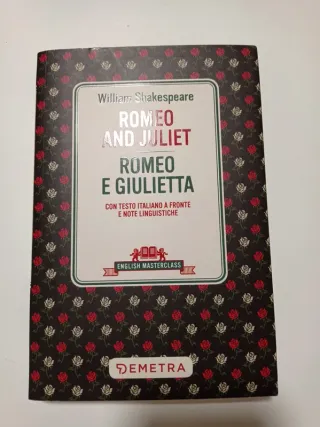 William Shakespeare
ROMEO
AND JULIET
ROMEO
E GIULIETTA
CON TESTO ITALIANO A FRONTE
E NOTE LINGUISTICHE
ENGLISH MASTERCLASS
DEMETRA